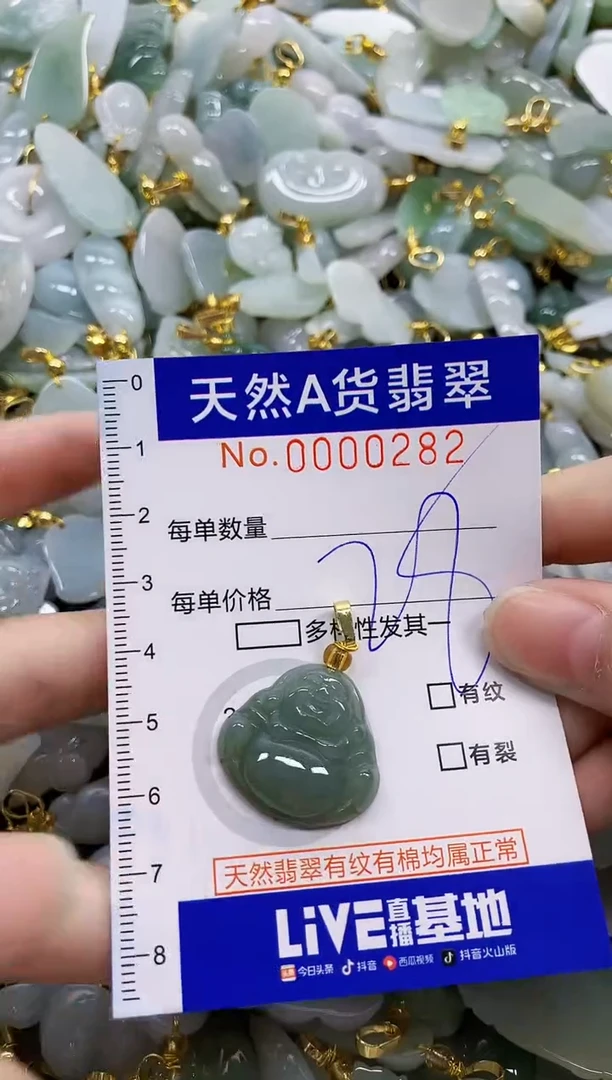 0
天然A货翡翠
No.0000282
1
2
每单数量
3
每单价格
28
多样性发其一
4
有纹
5
有裂
6
天然翡翠有纹有棉均属正常
7
LiVE直播基地
8
头条 今日头条 抖音 西瓜视频 抖音火山版